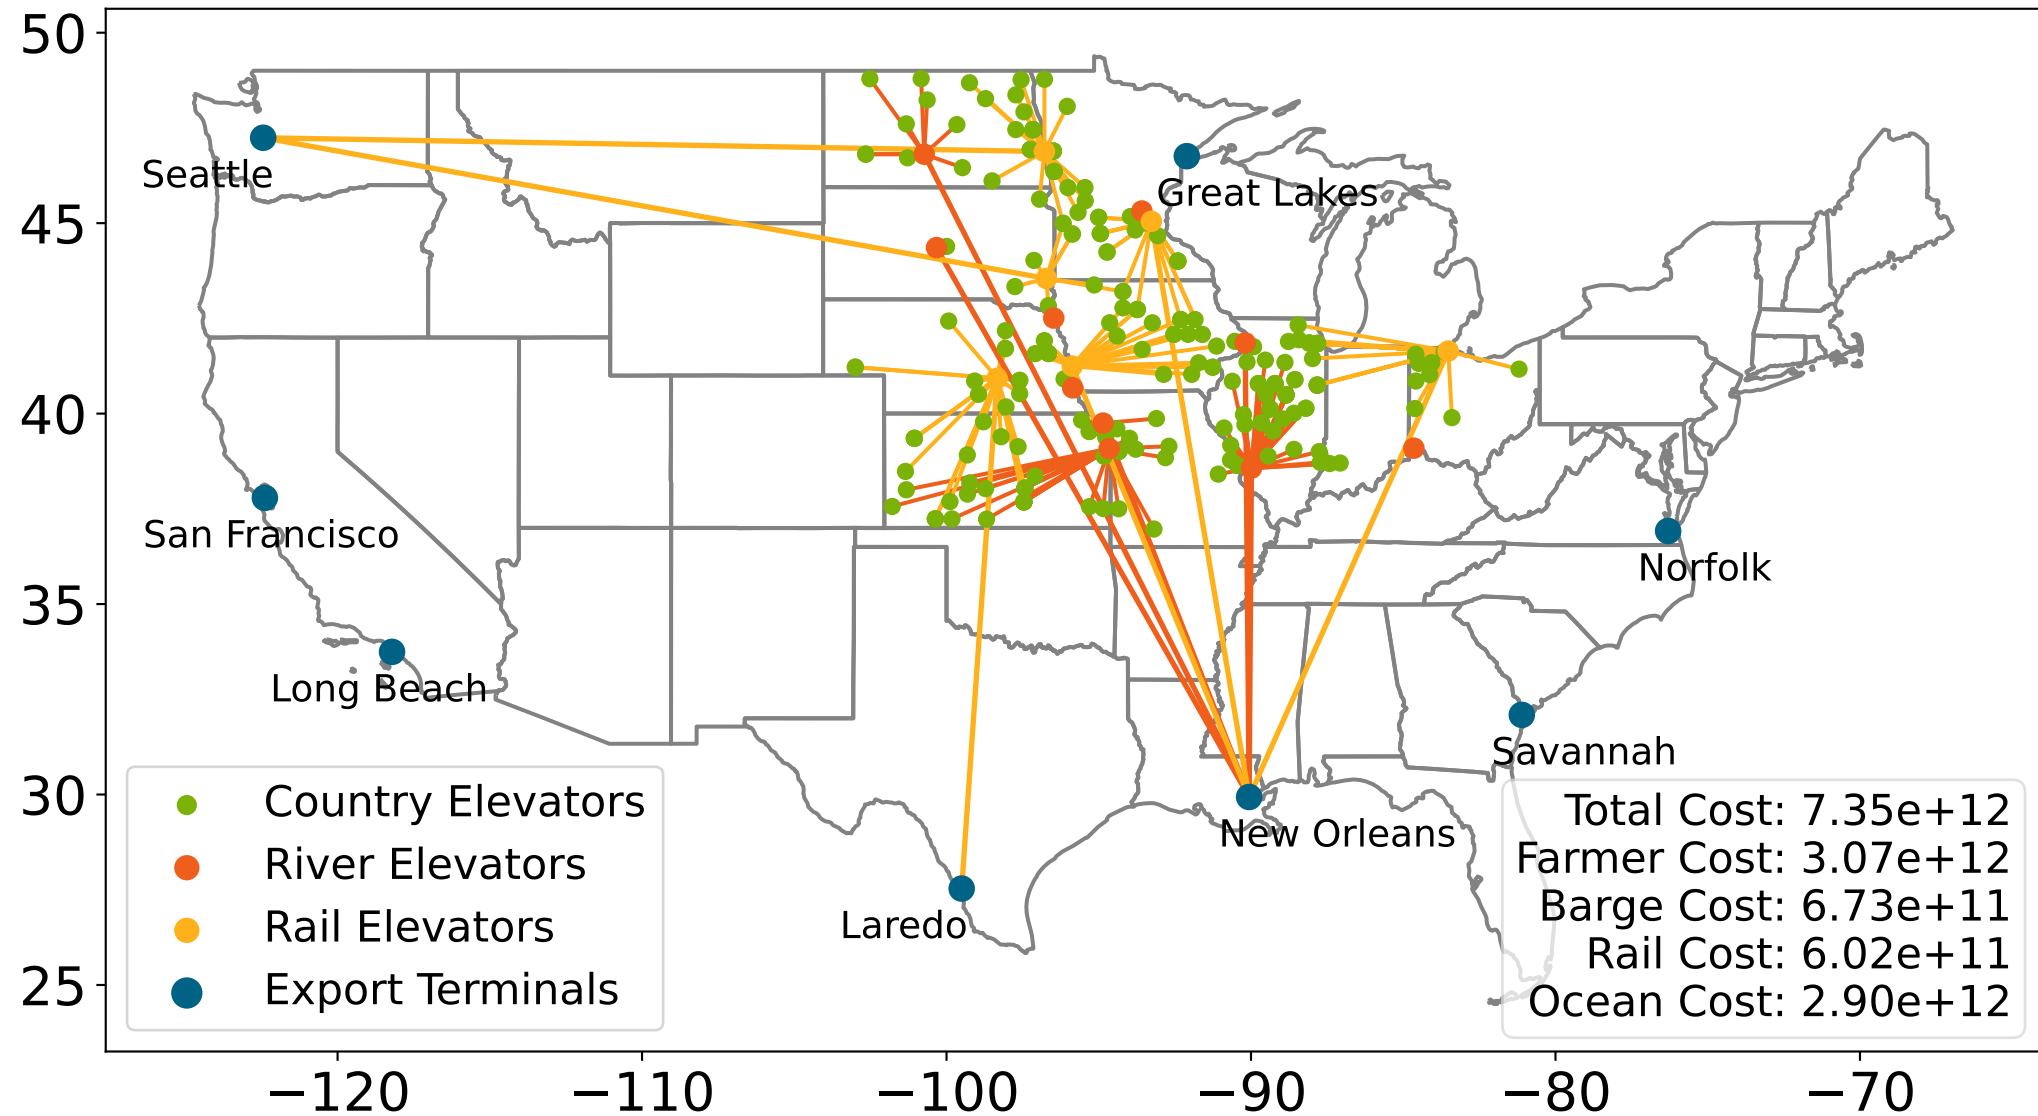 50
45
40
35
30
25
Seattle
Great Lakes
San Francisco
Norfolk
Long Beach
Savannah
New Orleans
Laredo
Country Elevators
River Elevators
Rail Elevators
Export Terminals
Total Cost: 7.35e+12
Farmer Cost: 3.07e+12
Barge Cost: 6.73e+11
Rail Cost: 6.02e+11
Ocean Cost: 2.90e+12
−120 −110 −100 −90 −80 −70